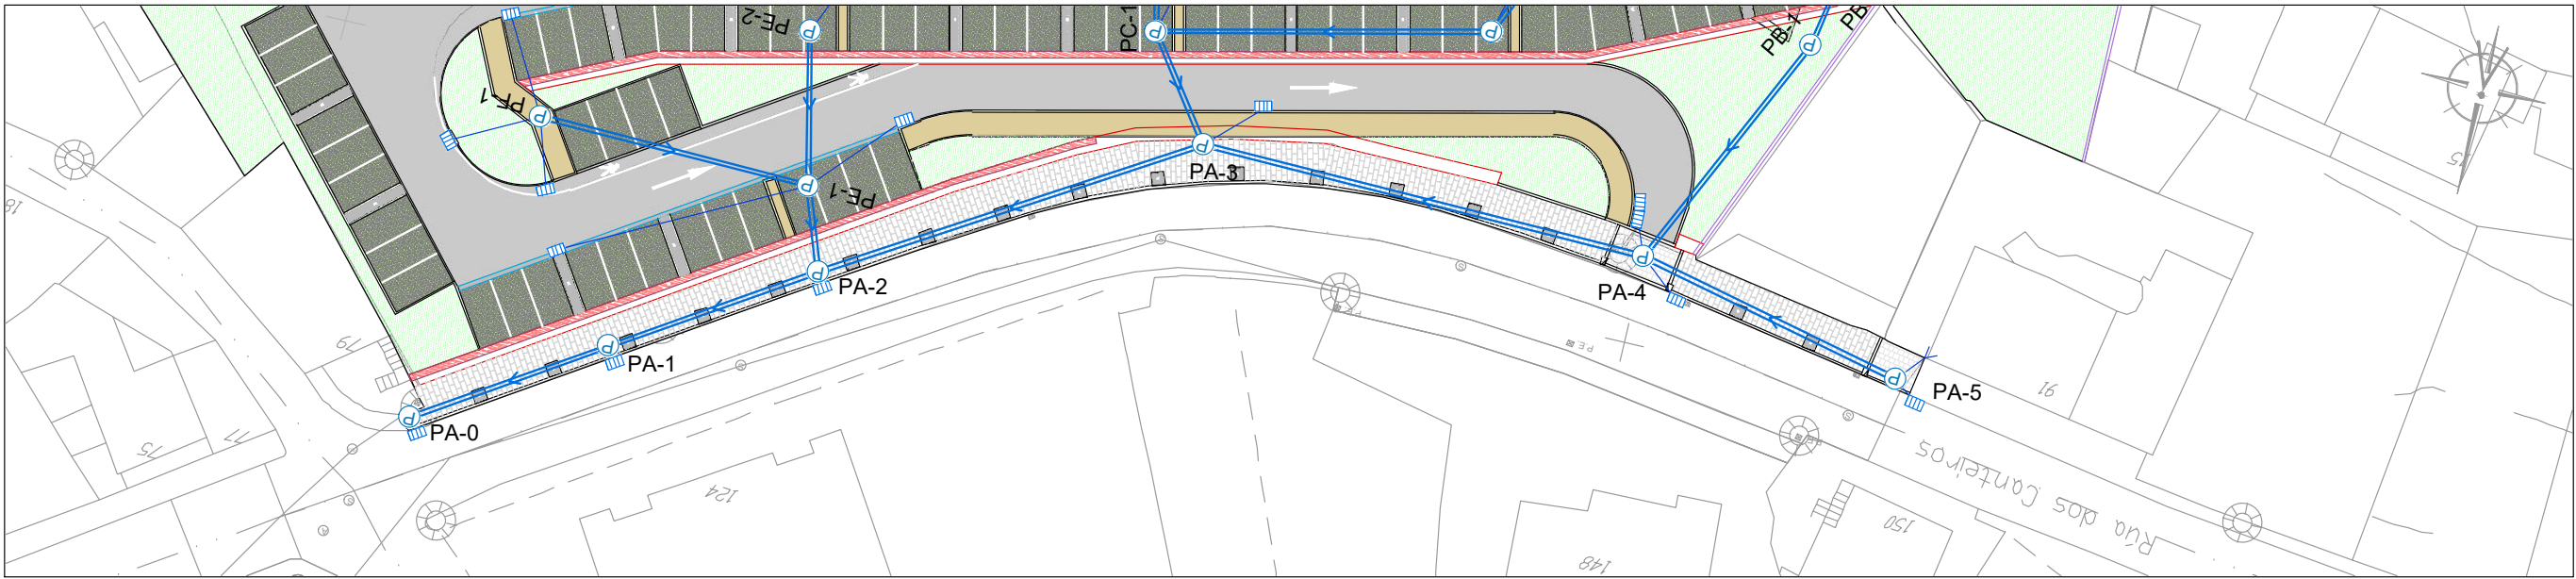 PE-2
PC-1
PB-1
PF-1
PE-1
PA-3
PA-2
PA-4
PA-1
PA-5
PA-0
18
79
75
77
124
148
150
91
15
P.E
Rúa dos Canteiros